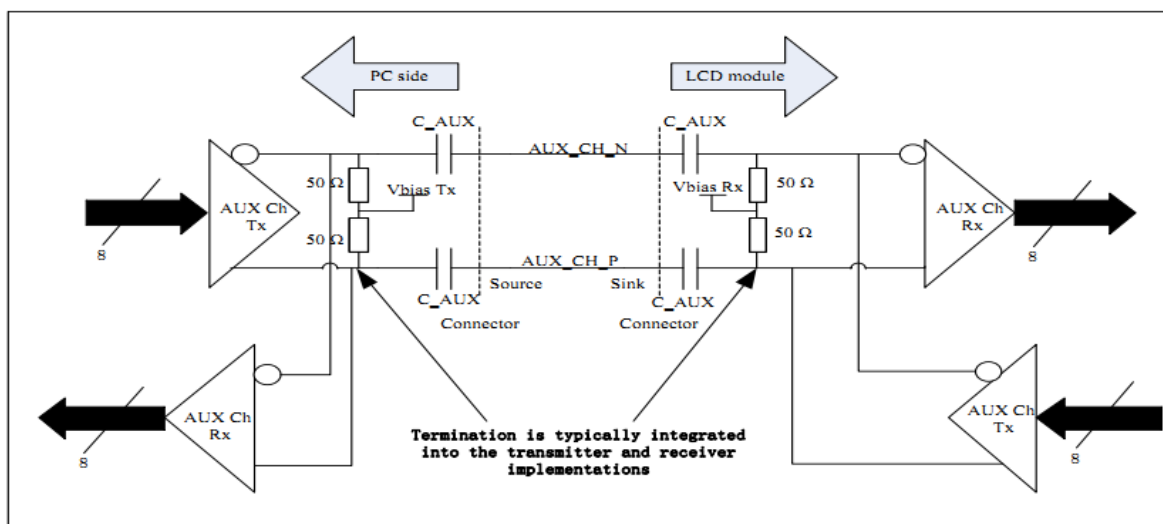 PC side
LCD module
C_AUX
C_AUX
AUX_CH_N
50 Ω
Vbias Tx
Vbias Rx
50 Ω
AUX Ch
Tx
8
50 Ω
50 Ω
AUX Ch
Rx
8
AUX_CH_P
C_AUX
Source
Sink
C_AUX
Connector
Connector
AUX Ch
Rx
8
AUX Ch
Tx
8
Termination is typically integrated
into the transmitter and receiver
implementations